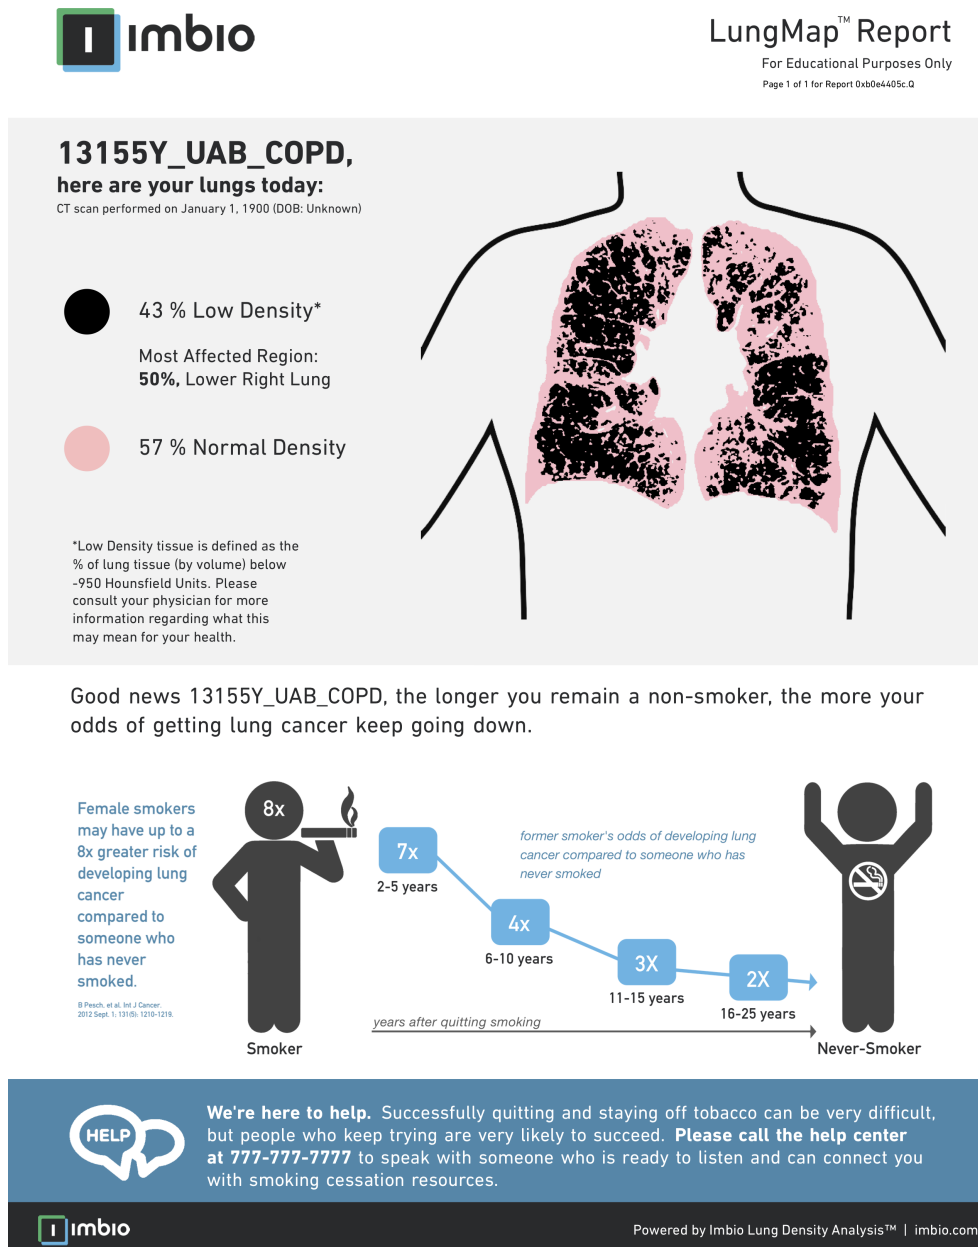 I imbio
LungMap™ Report
For Educational Purposes Only
Page 1 of 1 for Report 0xb0e4405c.Q
13155Y_UAB_COPD,
here are your lungs today:
CT scan performed on January 1, 1900 (DOB: Unknown)
43 % Low Density*
Most Affected Region:
50%, Lower Right Lung
57 % Normal Density
*Low Density tissue is defined as the
% of lung tissue (by volume) below
-950 Hounsfield Units. Please
consult your physician for more
information regarding what this
may mean for your health.
Good news 13155Y_UAB_COPD, the longer you remain a non-smoker, the more your
odds of getting lung cancer keep going down.
Female smokers
may have up to a
8x greater risk of
developing lung
cancer
compared to
someone who
has never
smoked.
B Pesch, et al. Int J Cancer.
2012 Sept. 1; 131(5): 1210-1219.
8x
Smoker
7x
2-5 years
4x
6-10 years
3X
11-15 years
2X
16-25 years
former smoker's odds of developing lung
cancer compared to someone who has
never smoked
years after quitting smoking
Never-Smoker
HELP
We're here to help. Successfully quitting and staying off tobacco can be very difficult,
but people who keep trying are very likely to succeed. Please call the help center
at 777-777-7777 to speak with someone who is ready to listen and can connect you
with smoking cessation resources.
I imbio
Powered by Imbio Lung Density Analysis™ | imbio.com